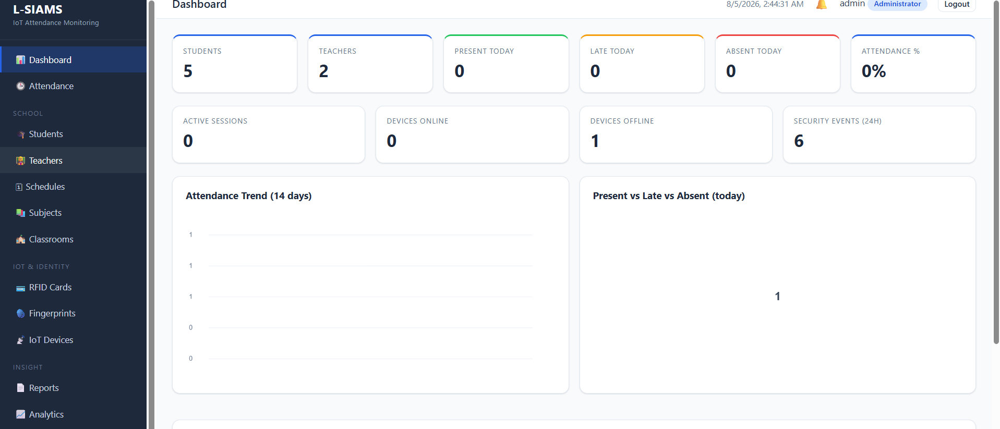 L-SIAMS
IoT Attendance Monitoring
Dashboard
Attendance
SCHOOL
Students
Teachers
Schedules
Subjects
Classrooms
IOT & IDENTITY
RFID Cards
Fingerprints
IoT Devices
INSIGHT
Reports
Analytics
Dashboard
8/5/2026, 2:44:31 AM
admin
Administrator
Logout
STUDENTS
5
TEACHERS
2
PRESENT TODAY
0
LATE TODAY
0
ABSENT TODAY
0
ATTENDANCE %
0%
ACTIVE SESSIONS
0
DEVICES ONLINE
0
DEVICES OFFLINE
1
SECURITY EVENTS (24H)
6
Attendance Trend (14 days)
1
1
1
0
0
Present vs Late vs Absent (today)
1